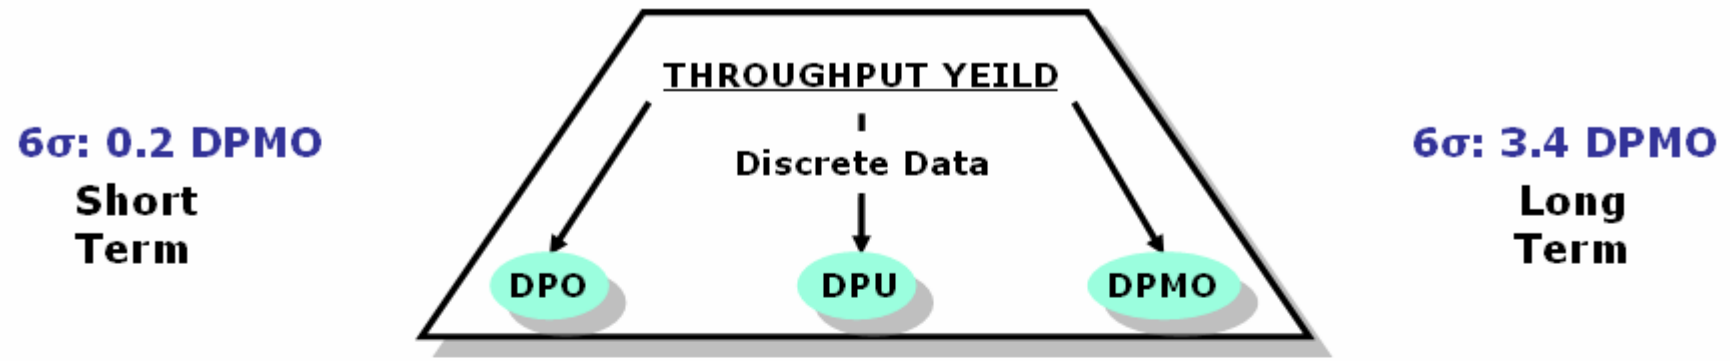 THROUGHPUT YEILD
6σ: 0.2 DPMO
Short
Term
Discrete Data
6σ: 3.4 DPMO
Long
Term
DPO
DPU
DPMO